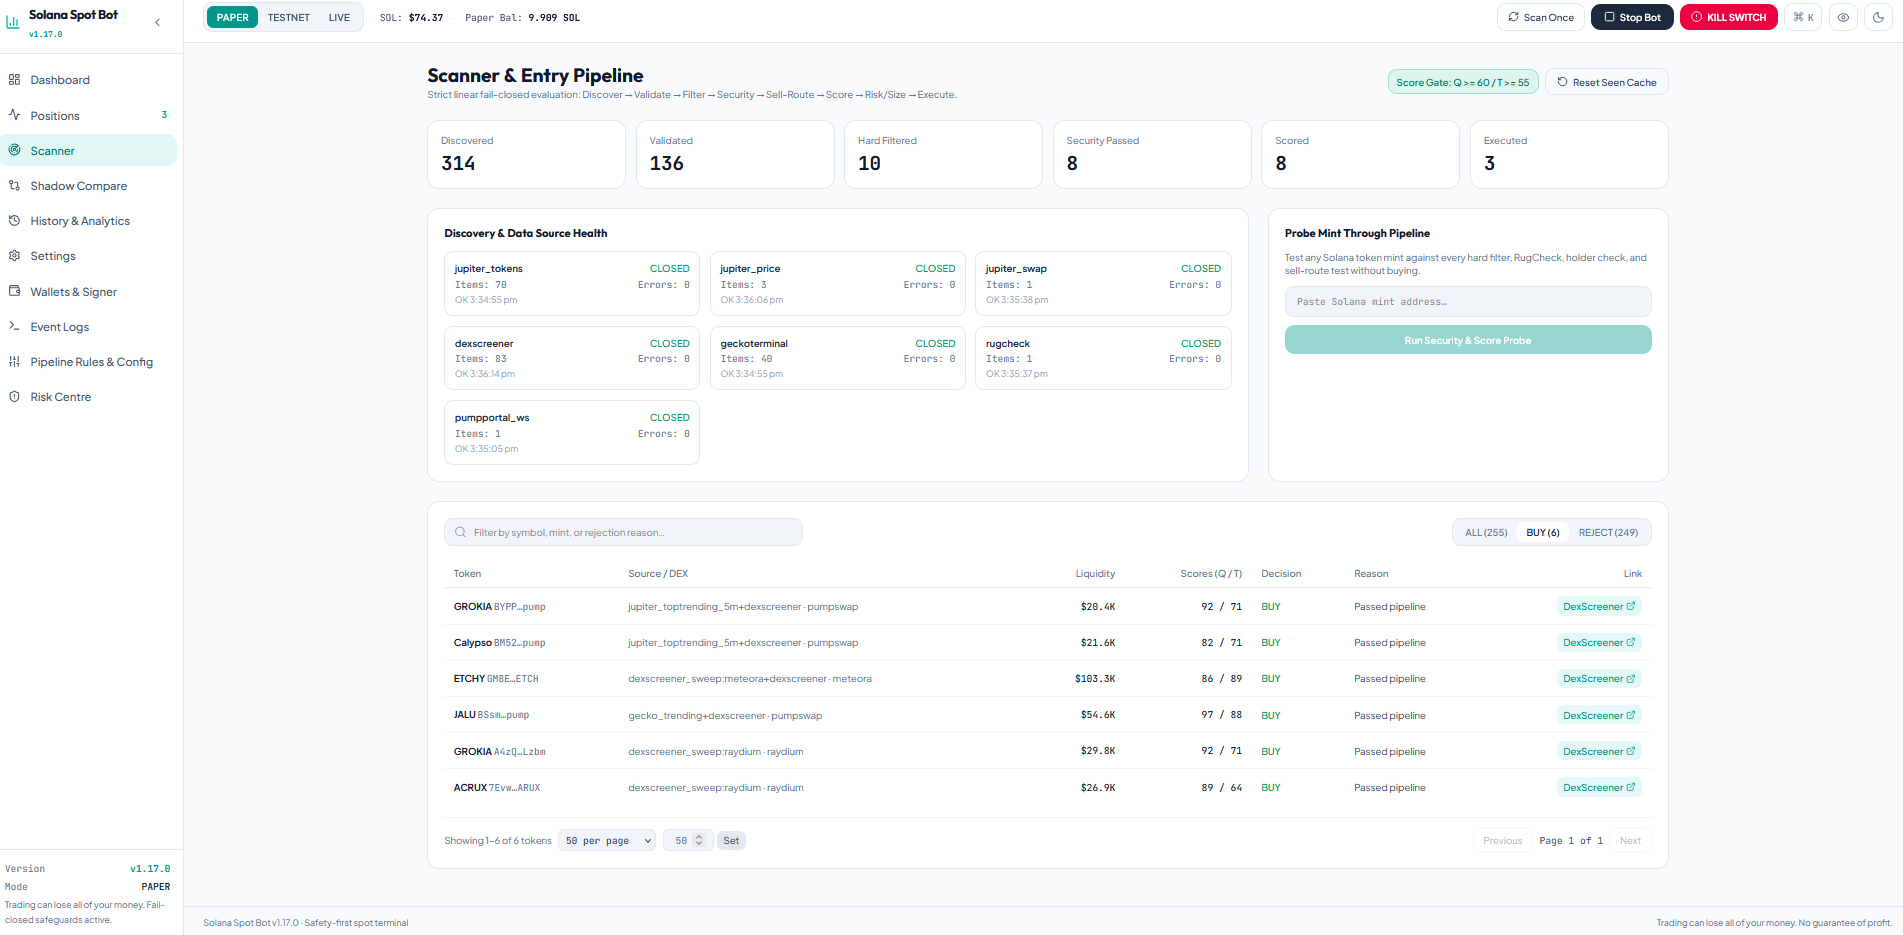 Solana Spot Bot
v1.17.0
PAPER TESTNET LIVE SOL: $74.37 · Paper Bal: 9.909 SOL
Scan Once Stop Bot KILL SWITCH ⌘ K
Dashboard
Positions 3
Scanner
Shadow Compare
History & Analytics
Settings
Wallets & Signer
Event Logs
Pipeline Rules & Config
Risk Centre
Version v1.17.0
Mode PAPER
Trading can lose all of your money. Fail-
closed safeguards active.
Scanner & Entry Pipeline
Strict linear fail-closed evaluation: Discover → Validate → Filter → Security → Sell-Route → Score → Risk/Size → Execute.
Score Gate: Q >= 60 / T >= 55 Reset Seen Cache
Discovered Validated Hard Filtered Security Passed Scored Executed
314 136 10 8 8 3
Discovery & Data Source Health
jupiter_tokens CLOSED
Items: 70 Errors: 0
OK 3:34:55 pm
jupiter_price CLOSED
Items: 3 Errors: 0
OK 3:36:06 pm
jupiter_swap CLOSED
Items: 1 Errors: 0
OK 3:35:38 pm
dexscreener CLOSED
Items: 83 Errors: 0
OK 3:36:14 pm
geckoterminal CLOSED
Items: 40 Errors: 0
OK 3:34:55 pm
rugcheck CLOSED
Items: 1 Errors: 0
OK 3:35:37 pm
pumpportal_ws CLOSED
Items: 1 Errors: 0
OK 3:35:05 pm
Probe Mint Through Pipeline
Test any Solana token mint against every hard filter, RugCheck, holder check, and
sell-route test without buying.
Paste Solana mint address…
Run Security & Score Probe
Filter by symbol, mint, or rejection reason…
ALL (255) BUY (6) REJECT (249)
Token Source / DEX Liquidity Scores (Q / T) Decision Reason Link
GROKIA BYPP…pump jupiter_toptrending_5m+dexscreener · pumpswap $20.4K 92 / 71 BUY Passed pipeline DexScreener
Calypso BM52…pump jupiter_toptrending_5m+dexscreener · pumpswap $21.6K 82 / 71 BUY Passed pipeline DexScreener
ETCHY GM8E…ETCH dexscreener_sweep:meteora+dexscreener · meteora $103.3K 86 / 89 BUY Passed pipeline DexScreener
JALU BSsm…pump gecko_trending+dexscreener · pumpswap $54.6K 97 / 88 BUY Passed pipeline DexScreener
GROKIA A4zQ…Lzbm dexscreener_sweep:raydium · raydium $29.8K 92 / 71 BUY Passed pipeline DexScreener
ACRUX 7Evw…ARUX dexscreener_sweep:raydium · raydium $26.9K 89 / 64 BUY Passed pipeline DexScreener
Showing 1–6 of 6 tokens 50 per page 50 Set Previous Page 1 of 1 Next
Solana Spot Bot v1.17.0 · Safety-first spot terminal
Trading can lose all of your money. No guarantee of profit.